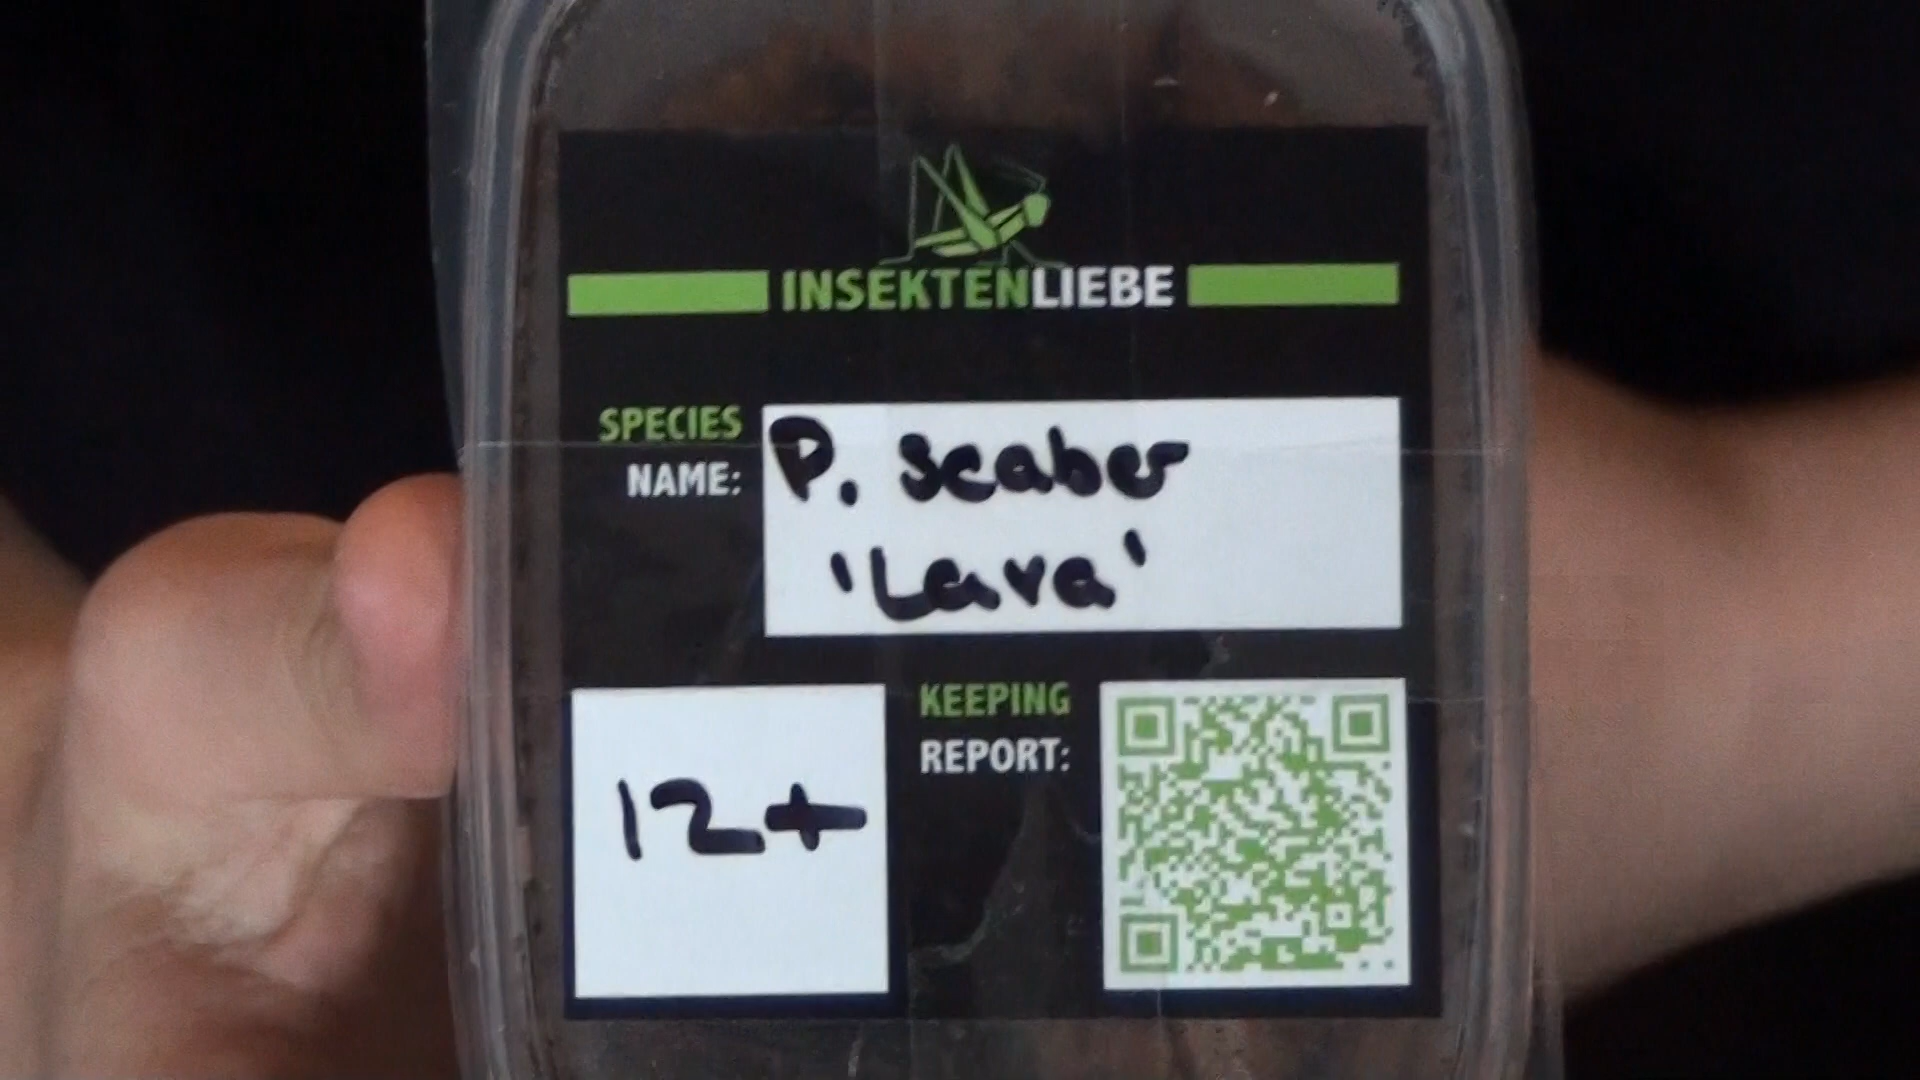 INSEKTENLIEBE
SPECIES
NAME:
P. scaber
'Lava'
12+
KEEPING
REPORT: